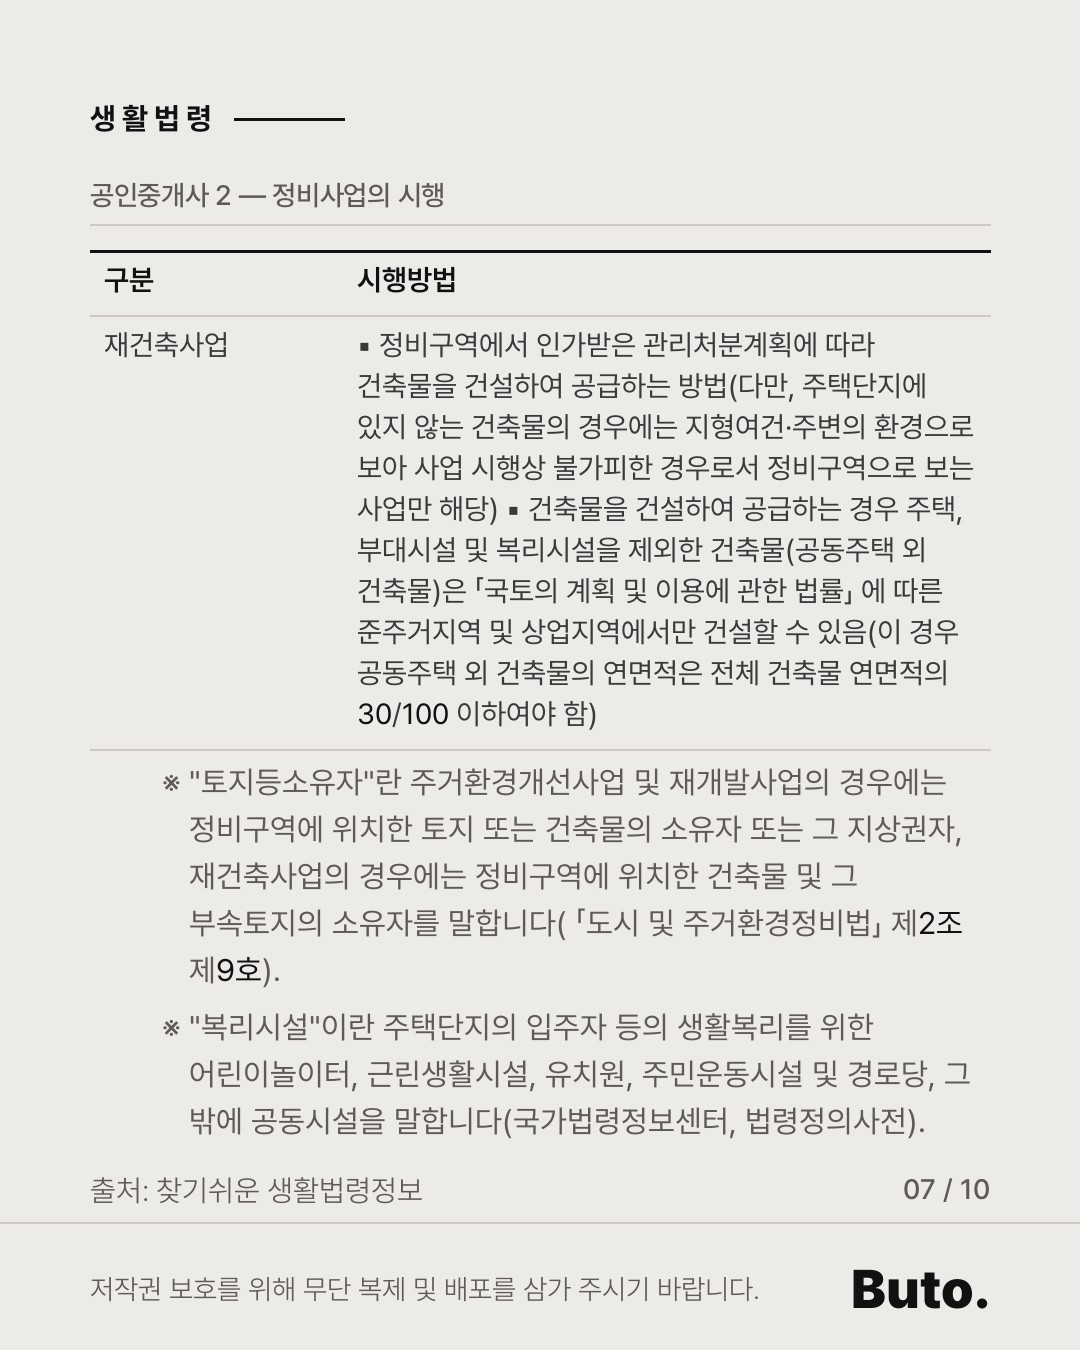 생활법령
공인중개사 2 — 정비사업의 시행
구분 시행방법
재건축사업 ▪ 정비구역에서 인가받은 관리처분계획에 따라
건축물을 건설하여 공급하는 방법(다만, 주택단지에
있지 않는 건축물의 경우에는 지형여건·주변의 환경으로
보아 사업 시행상 불가피한 경우로서 정비구역으로 보는
사업만 해당) ▪ 건축물을 건설하여 공급하는 경우 주택,
부대시설 및 복리시설을 제외한 건축물(공동주택 외
건축물)은 「국토의 계획 및 이용에 관한 법률」 에 따른
준주거지역 및 상업지역에서만 건설할 수 있음(이 경우
공동주택 외 건축물의 연면적은 전체 건축물 연면적의
30/100 이하여야 함)
※ "토지등소유자"란 주거환경개선사업 및 재개발사업의 경우에는
정비구역에 위치한 토지 또는 건축물의 소유자 또는 그 지상권자,
재건축사업의 경우에는 정비구역에 위치한 건축물 및 그
부속토지의 소유자를 말합니다( 「도시 및 주거환경정비법」 제2조
제9호).
※ "복리시설"이란 주택단지의 입주자 등의 생활복리를 위한
어린이놀이터, 근린생활시설, 유치원, 주민운동시설 및 경로당, 그
밖에 공동시설을 말합니다(국가법령정보센터, 법령정의사전).
출처: 찾기쉬운 생활법령정보 07 / 10
저작권 보호를 위해 무단 복제 및 배포를 삼가 주시기 바랍니다. Buto.